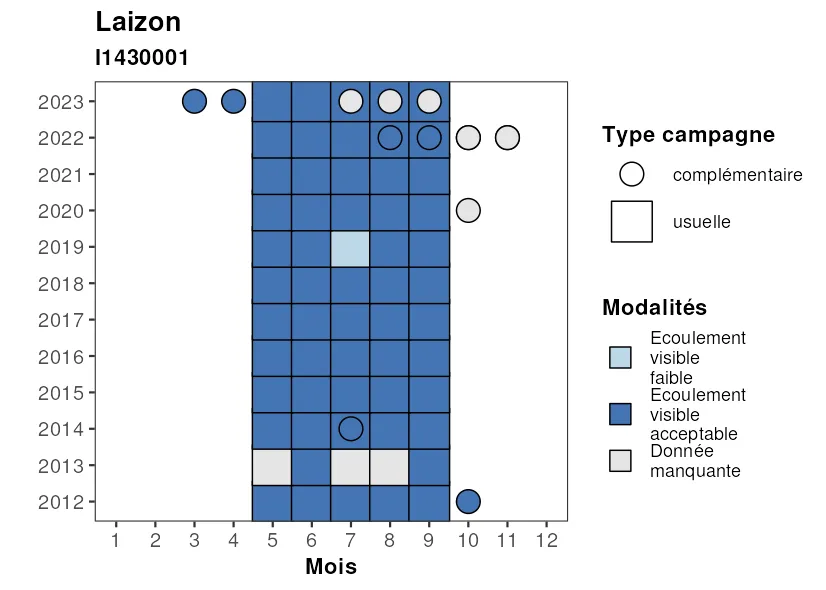 Laizon
I1430001
2023
2022
2021
2020
2019
2018
2017
2016
2015
2014
2013
2012
1 2 3 4 5 6 7 8 9 10 11 12
Mois
Type campagne
complémentaire
usuelle
Modalités
Ecoulement
visible
faible
Ecoulement
visible
acceptable
Donnée
manquante